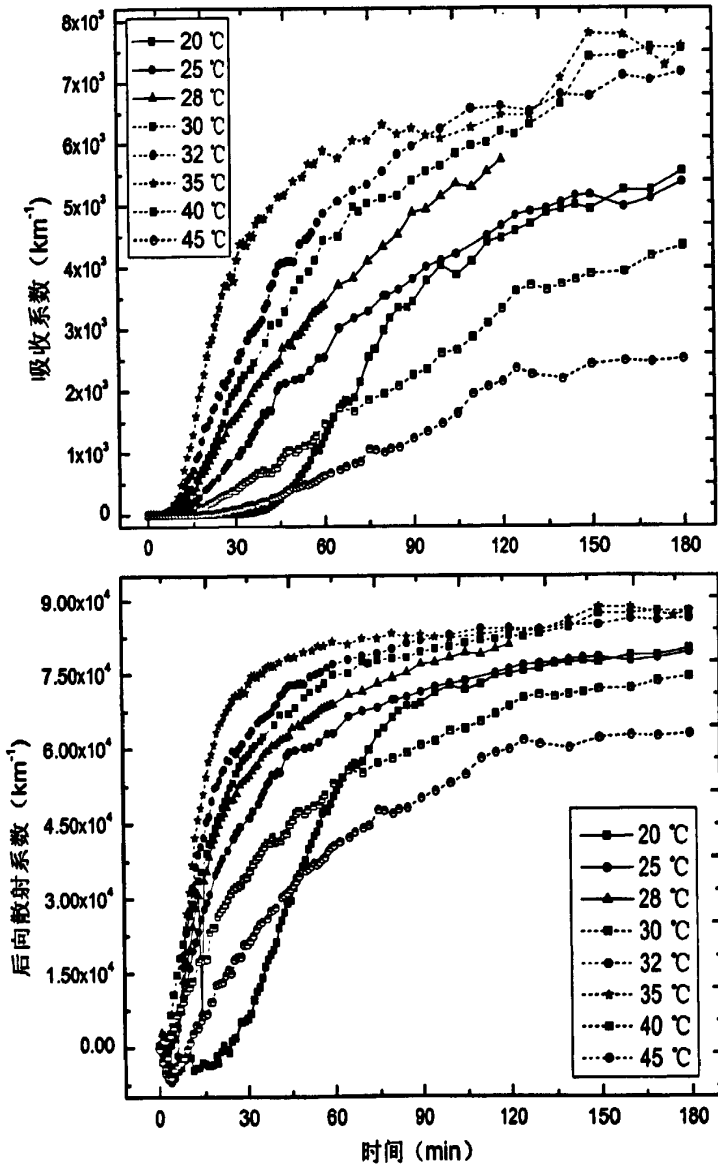 8x10³
7x10³
6x10³
5x10³
4x10³
3x10³
2x10³
1x10³
0
吸收系数（km⁻¹）
20 ℃
25 ℃
28 ℃
30 ℃
32 ℃
35 ℃
40 ℃
45 ℃
0 30 60 90 120 150 180
9.00x10⁴
7.50x10⁴
6.00x10⁴
4.50x10⁴
3.00x10⁴
1.50x10⁴
0.00
后向散射系数（km⁻¹）
20 ℃
25 ℃
28 ℃
30 ℃
32 ℃
35 ℃
40 ℃
45 ℃
0 30 60 90 120 150 180
时间（min）